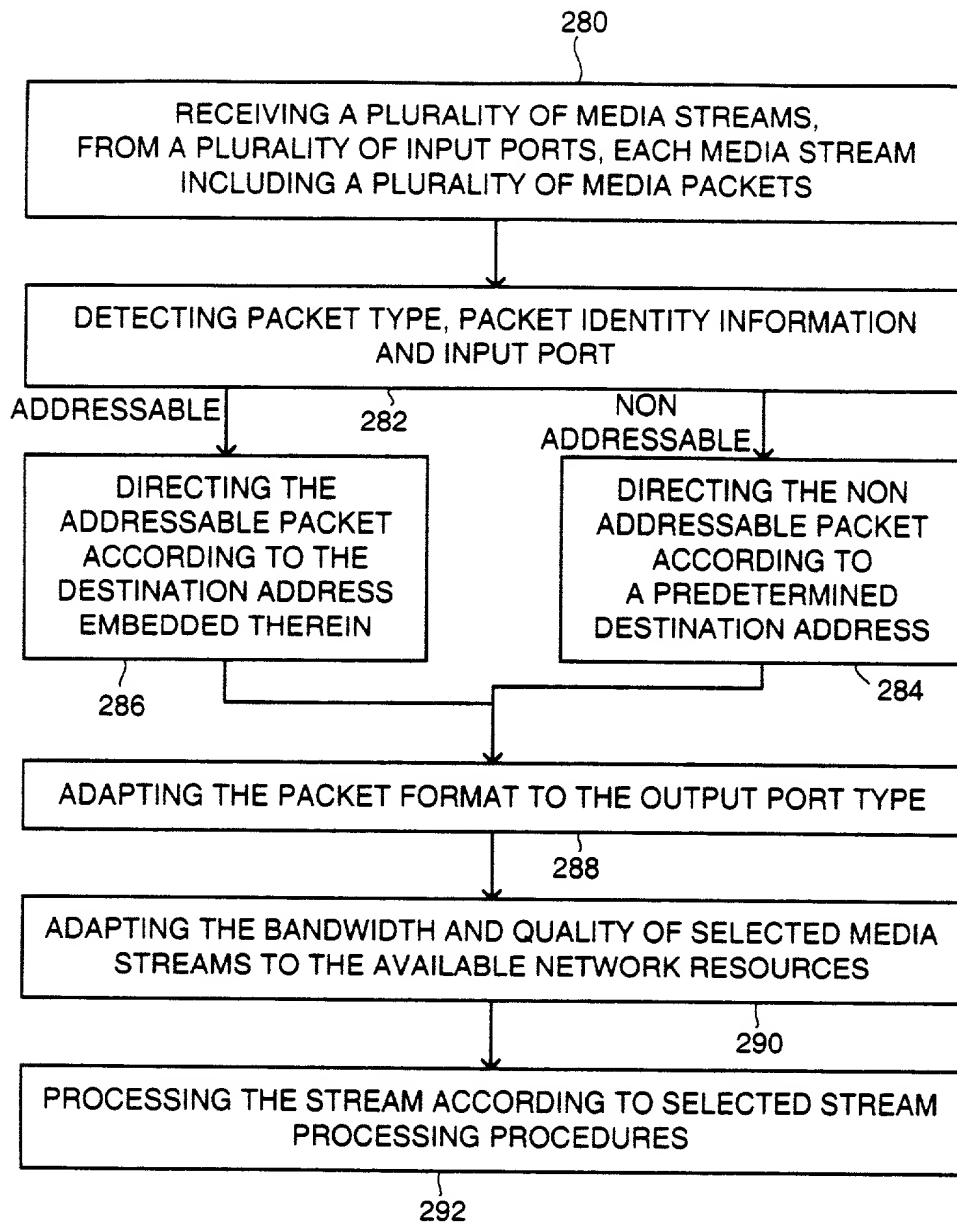 280
RECEIVING A PLURALITY OF MEDIA STREAMS,
FROM A PLURALITY OF INPUT PORTS, EACH MEDIA STREAM
INCLUDING A PLURALITY OF MEDIA PACKETS
DETECTING PACKET TYPE, PACKET IDENTITY INFORMATION
AND INPUT PORT
282
ADDRESSABLE
NON
ADDRESSABLE
DIRECTING THE
ADDRESSABLE PACKET
ACCORDING TO THE
DESTINATION ADDRESS
EMBEDDED THEREIN
286
DIRECTING THE NON
ADDRESSABLE PACKET
ACCORDING TO
A PREDETERMINED
DESTINATION ADDRESS
284
ADAPTING THE PACKET FORMAT TO THE OUTPUT PORT TYPE
288
ADAPTING THE BANDWIDTH AND QUALITY OF SELECTED MEDIA
STREAMS TO THE AVAILABLE NETWORK RESOURCES
290
PROCESSING THE STREAM ACCORDING TO SELECTED STREAM
PROCESSING PROCEDURES
292